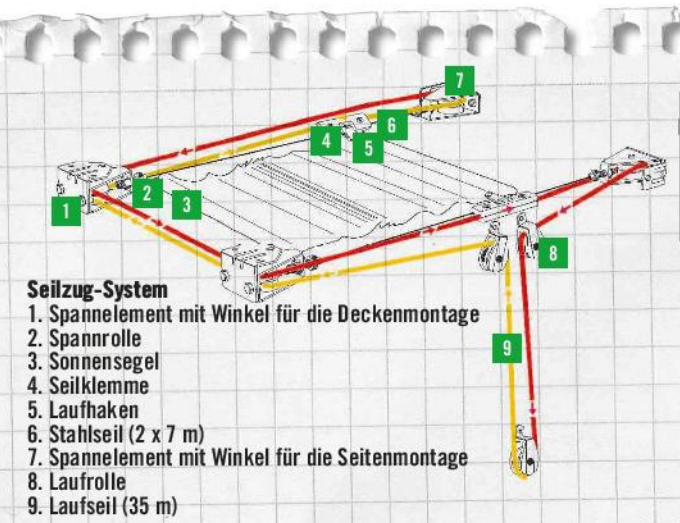 7
6
4
5
2
1
3
8
Seilzug-System
1. Spannelement mit Winkel für die Deckenmontage
2. Spannrolle
3. Sonnensegel
9
4. Seilklemme
5. Laufhaken
6. Stahlseil (2 x 7 m)
7. Spannelement mit Winkel für die Seitenmontage
8. Laufrolle
9. Laufseil (35 m)